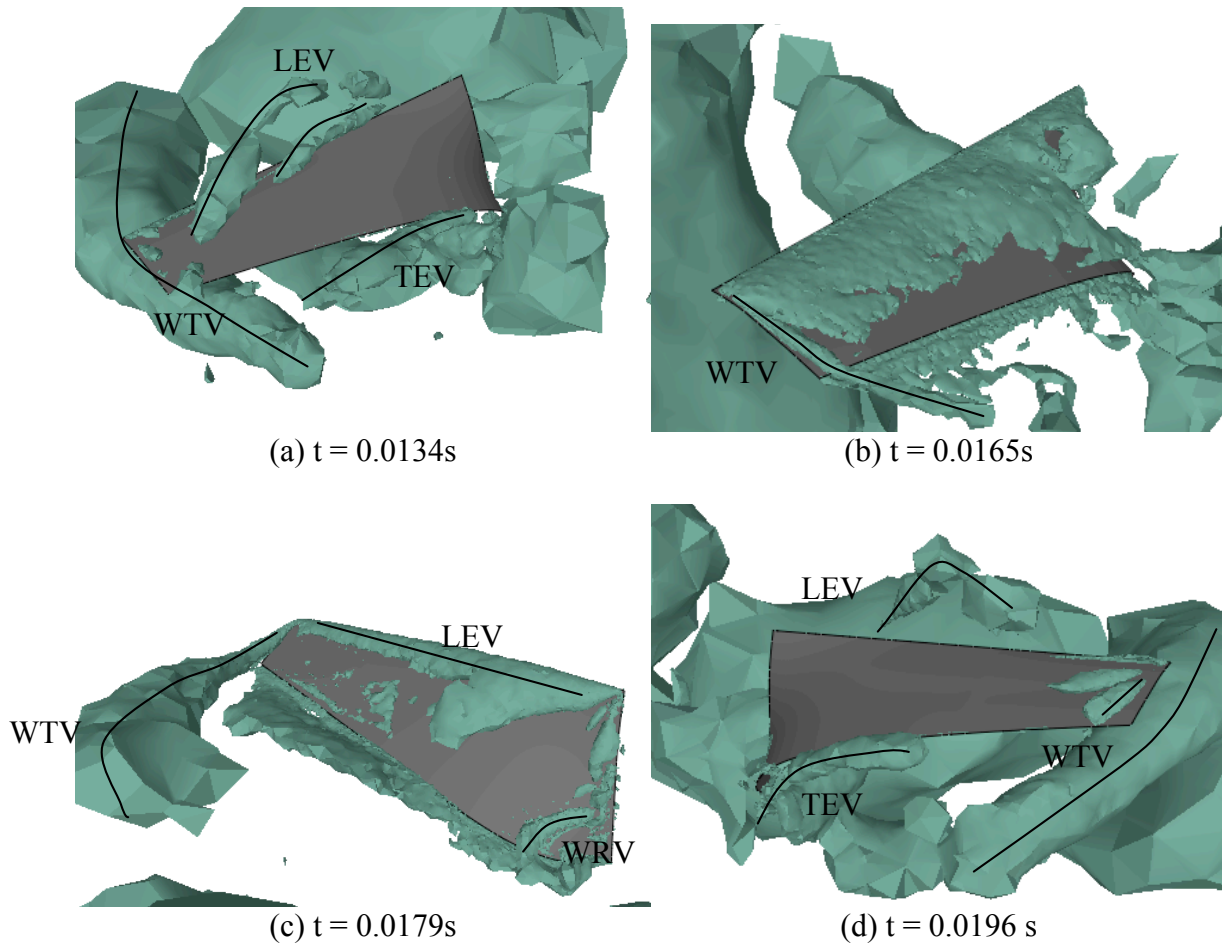 LEV
TEV
WTV
(a) t = 0.0134s
WTV
(b) t = 0.0165s
LEV
WTV
WRV
(c) t = 0.0179s
LEV
WTV
TEV
(d) t = 0.0196 s